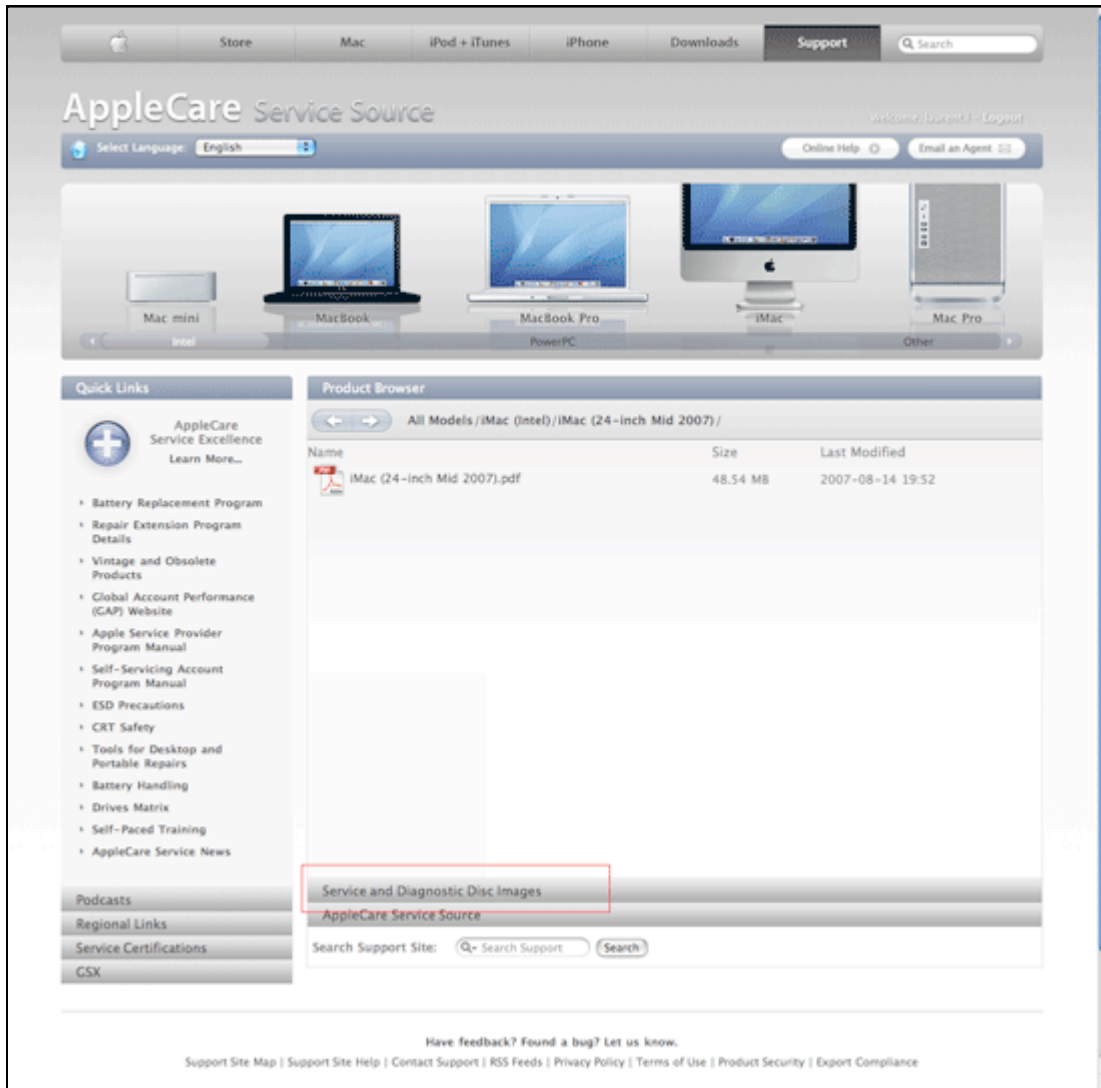 Store Mac iPod + iTunes iPhone Downloads Support Search
AppleCare Service Source
Logout
Select Language: English Online Help Email an Agent
Mac mini MacBook MacBook Pro iMac Mac Pro
Intel PowerPC Other
Quick Links
AppleCare
Service Excellence
Learn More...
Battery Replacement Program
Repair Extension Program
Details
Vintage and Obsolete
Products
Global Account Performance
(GAP) Website
Apple Service Provider
Program Manual
Self-Servicing Account
Program Manual
ESD Precautions
CRT Safety
Tools for Desktop and
Portable Repairs
Battery Handling
Drives Matrix
Self-Paced Training
AppleCare Service News
Podcasts
Regional Links
Service Certifications
GSX
Product Browser
All Models/iMac (Intel)/iMac (24-inch Mid 2007)/
Name Size Last Modified
iMac (24-inch Mid 2007).pdf 48.54 MB 2007-08-14 19:52
Service and Diagnostic Disc Images
AppleCare Service Source
Search Support Site: Search Support Search
Have feedback? Found a bug? Let us know.
Support Site Map | Support Site Help | Contact Support | RSS Feeds | Privacy Policy | Terms of Use | Product Security | Export Compliance